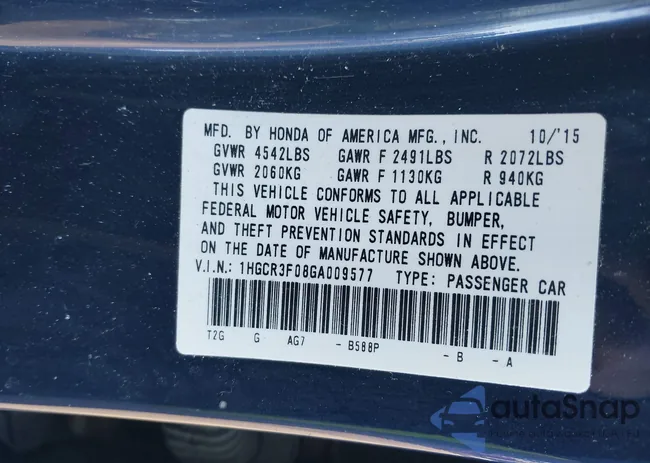 MFD. BY HONDA OF AMERICA MFG., INC. 10/'15
GVWR 4542LBS GAWR F 2491LBS R 2072LBS
GVWR 2060KG GAWR F 1130KG R 940KG
THIS VEHICLE CONFORMS TO ALL APPLICABLE
FEDERAL MOTOR VEHICLE SAFETY, BUMPER,
AND THEFT PREVENTION STANDARDS IN EFFECT
ON THE DATE OF MANUFACTURE SHOWN ABOVE.
V.I.N.: 1HGCR3F08GA009577 TYPE: PASSENGER CAR
T2G G AG7 - B588P - B - A
autoSnap